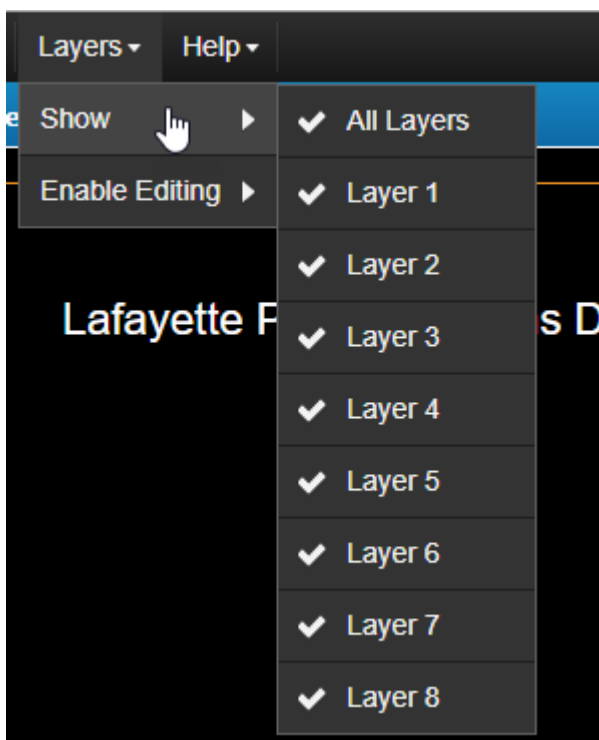 Layers Help
Show
Enable Editing
All Layers
Layer 1
Layer 2
Layer 3
Layer 4
Layer 5
Layer 6
Layer 7
Layer 8
Lafayette